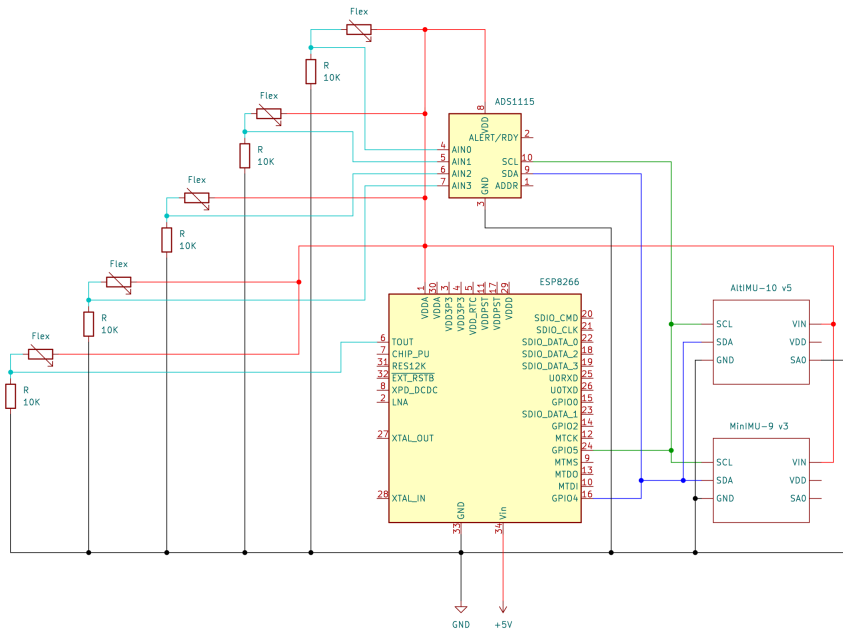 Flex
R
10K
Flex
R
10K
Flex
R
10K
Flex
R
10K
Flex
R
10K
ADS1115
8
VDD
ALERT/RDY 2
4 AIN0
5 AIN1
6 AIN2
7 AIN3
SCL 10
SDA 9
ADDR 1
GND
3
ESP8266
1 VDDA
30 VDDA
3 VDD3P3
4 VDD3P3
5 VDD_RTC
11 VDDPST
17 VDDPST
29 VDDD
6 TOUT
7 CHIP_PU
31 RES12K
32 EXT_RSTB
8 XPD_DCDC
2 LNA
27 XTAL_OUT
28 XTAL_IN
SDIO_CMD 20
SDIO_CLK 21
SDIO_DATA_0 22
SDIO_DATA_2 18
SDIO_DATA_3 19
U0RXD 25
U0TXD 26
GPIO0 15
SDIO_DATA_1 23
GPIO2 14
MTCK 12
GPIO5 24
MTMS 9
MTDO 13
MTDI 10
GPIO4 16
GND
33
Vin
34
GND
+5V
AltIMU-10 v5
SCL
SDA
GND
VIN
VDD
SA0
MinIMU-9 v3
SCL
SDA
GND
VIN
VDD
SA0